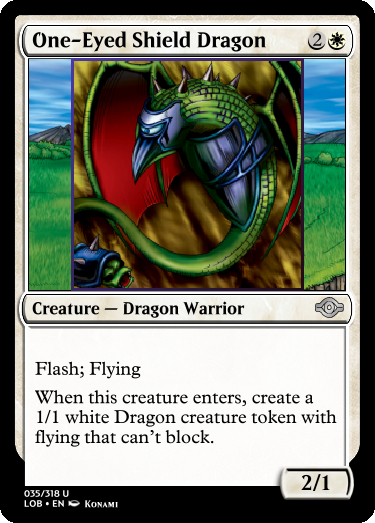 One-Eyed Shield Dragon 2
Creature — Dragon Warrior
Flash; Flying
When this creature enters, create a
1/1 white Dragon creature token with
flying that can't block.
2/1
035/318 U
LOB • EN Konami